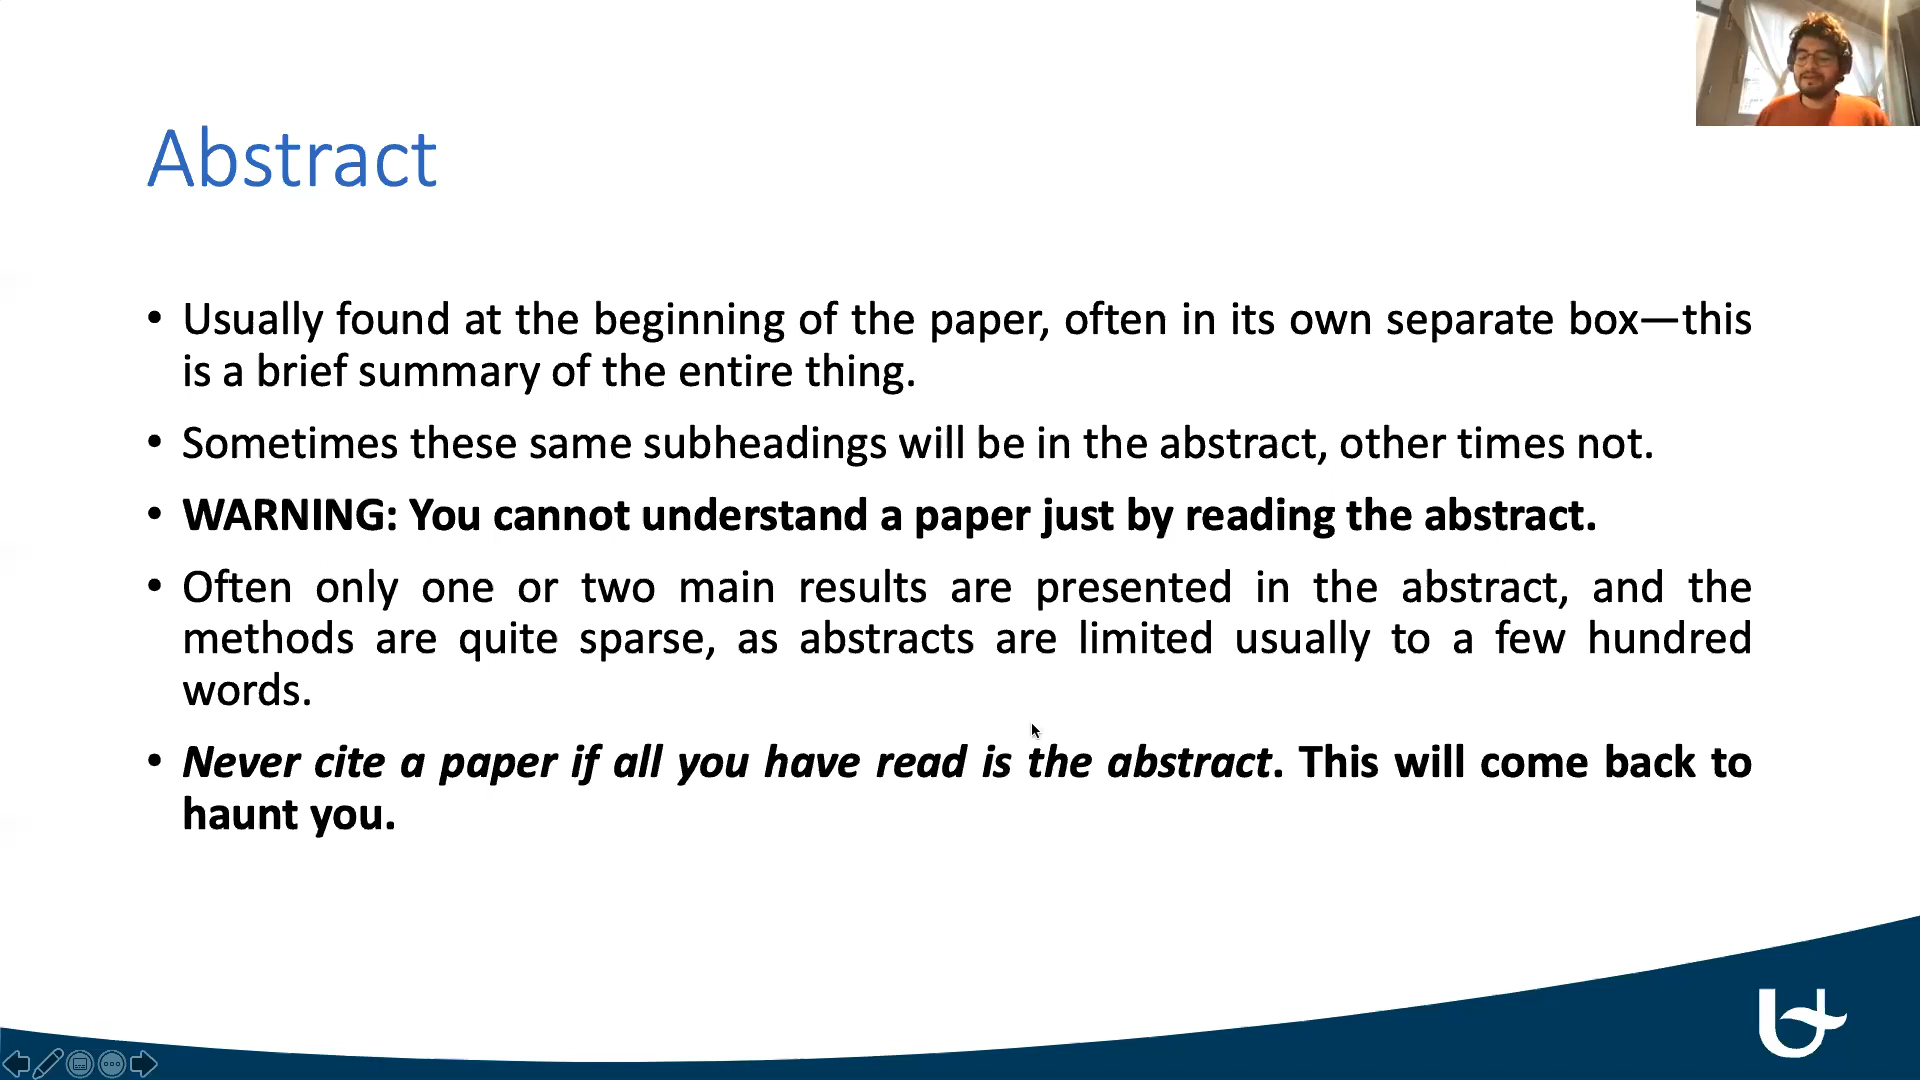 Abstract
• Usually found at the beginning of the paper, often in its own separate box—this
is a brief summary of the entire thing.
• Sometimes these same subheadings will be in the abstract, other times not.
• WARNING: You cannot understand a paper just by reading the abstract.
• Often only one or two main results are presented in the abstract, and the
methods are quite sparse, as abstracts are limited usually to a few hundred
words.
• Never cite a paper if all you have read is the abstract. This will come back to
haunt you.